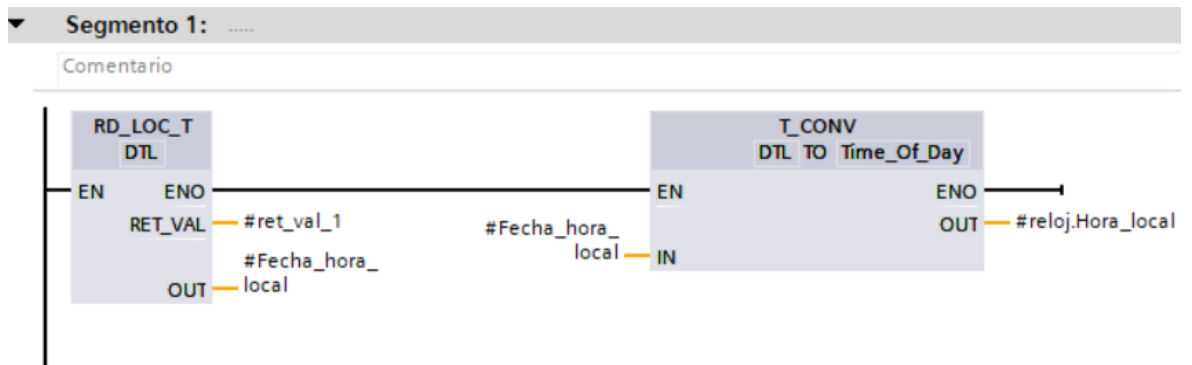 Segmento 1: .....
Comentario
RD_LOC_T
DTL
EN ENO
RET_VAL #ret_val_1
OUT #Fecha_hora_
local
T_CONV
DTL TO Time_Of_Day
EN ENO
#Fecha_hora_
local IN
OUT #reloj.Hora_local